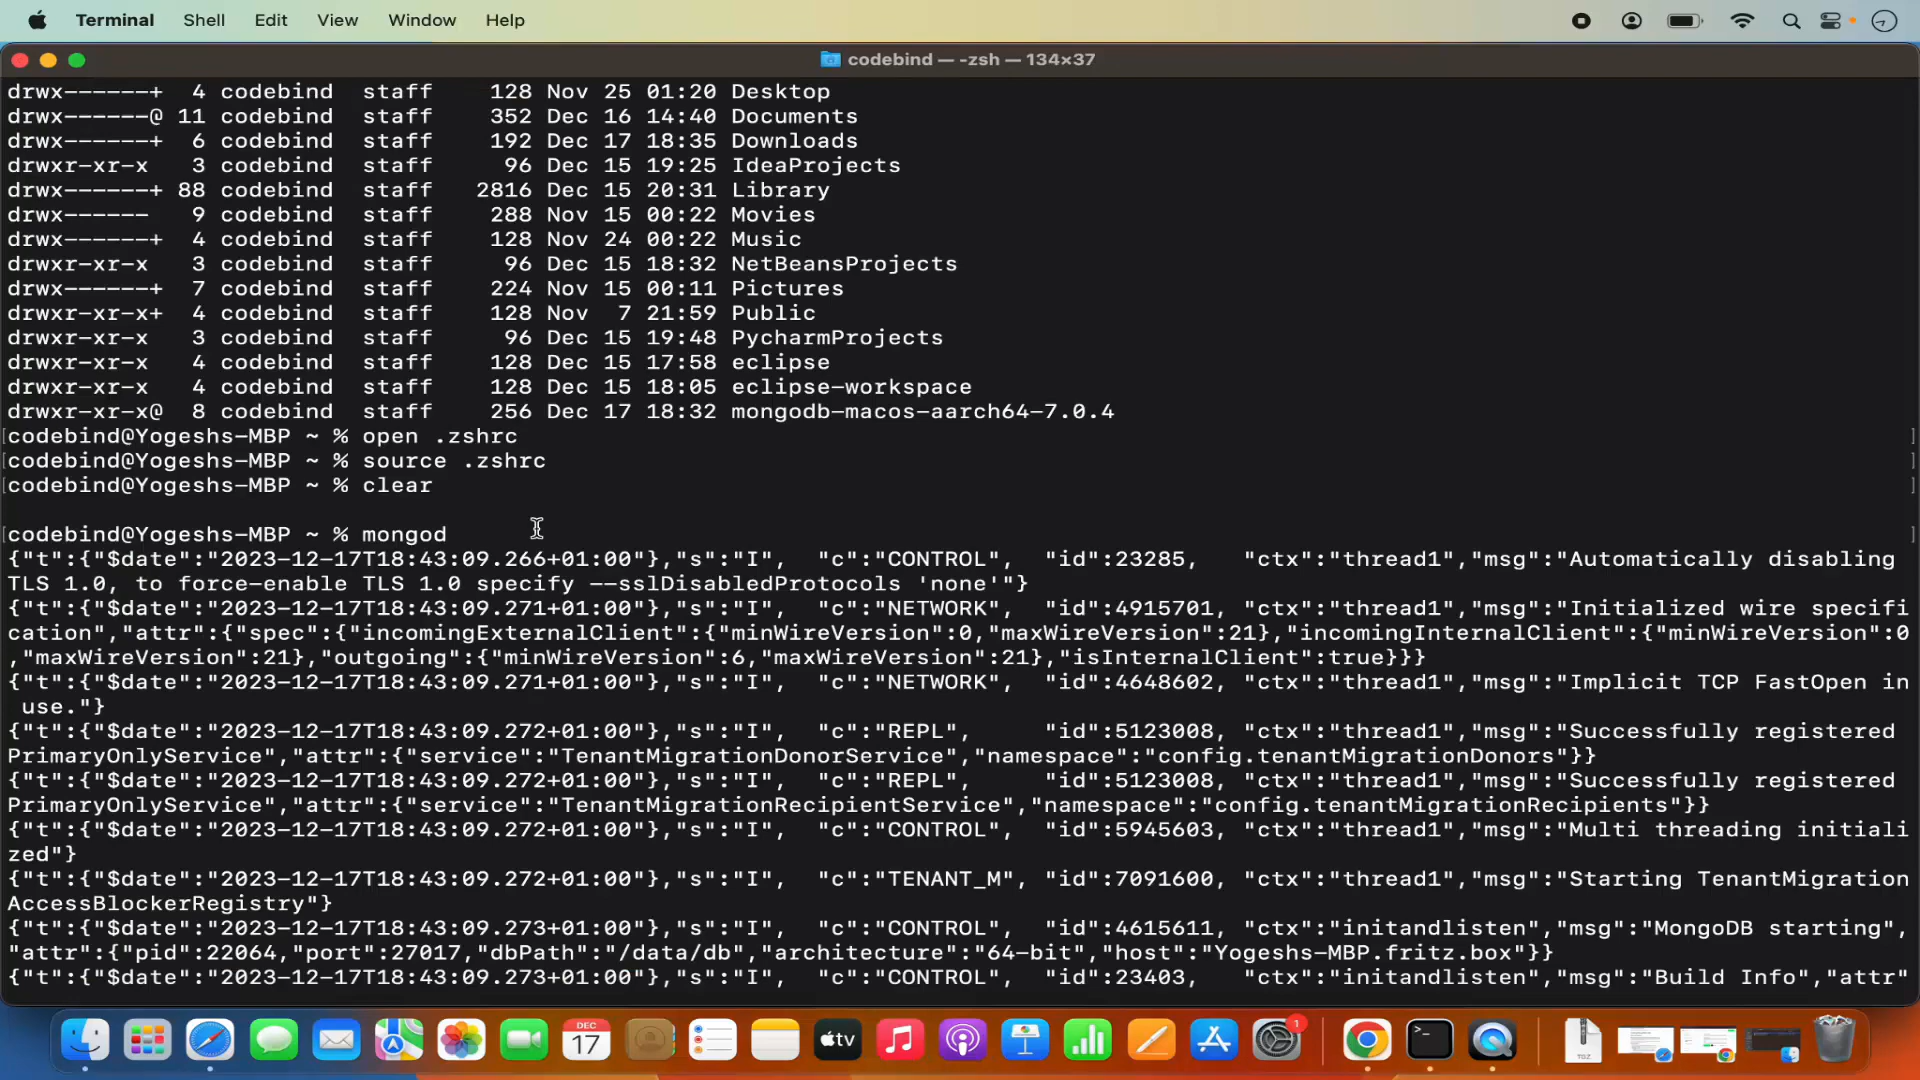 Terminal Shell Edit View Window Help
codebind — -zsh — 134×37
drwx------+ 4 codebind staff 128 Nov 25 01:20 Desktop
drwx------@ 11 codebind staff 352 Dec 16 14:40 Documents
drwx------+ 6 codebind staff 192 Dec 17 18:35 Downloads
drwxr-xr-x 3 codebind staff 96 Dec 15 19:25 IdeaProjects
drwx------+ 88 codebind staff 2816 Dec 15 20:31 Library
drwx------ 9 codebind staff 288 Nov 15 00:22 Movies
drwx------+ 4 codebind staff 128 Nov 24 00:22 Music
drwxr-xr-x 3 codebind staff 96 Dec 15 18:32 NetBeansProjects
drwx------+ 7 codebind staff 224 Nov 15 00:11 Pictures
drwxr-xr-x+ 4 codebind staff 128 Nov 7 21:59 Public
drwxr-xr-x 3 codebind staff 96 Dec 15 19:48 PycharmProjects
drwxr-xr-x 4 codebind staff 128 Dec 15 17:58 eclipse
drwxr-xr-x 4 codebind staff 128 Dec 15 18:05 eclipse-workspace
drwxr-xr-x@ 8 codebind staff 256 Dec 17 18:32 mongodb-macos-aarch64-7.0.4
[codebind@Yogeshs-MBP ~ % open .zshrc ]
[codebind@Yogeshs-MBP ~ % source .zshrc ]
[codebind@Yogeshs-MBP ~ % clear ]
[codebind@Yogeshs-MBP ~ % mongod ]
{"t":{"$date":"2023-12-17T18:43:09.266+01:00"},"s":"I", "c":"CONTROL", "id":23285, "ctx":"thread1","msg":"Automatically disabling
TLS 1.0, to force-enable TLS 1.0 specify --sslDisabledProtocols 'none'"}
{"t":{"$date":"2023-12-17T18:43:09.271+01:00"},"s":"I", "c":"NETWORK", "id":4915701, "ctx":"thread1","msg":"Initialized wire specifi
cation","attr":{"spec":{"incomingExternalClient":{"minWireVersion":0,"maxWireVersion":21},"incomingInternalClient":{"minWireVersion":0
,"maxWireVersion":21},"outgoing":{"minWireVersion":6,"maxWireVersion":21},"isInternalClient":true}}}
{"t":{"$date":"2023-12-17T18:43:09.271+01:00"},"s":"I", "c":"NETWORK", "id":4648602, "ctx":"thread1","msg":"Implicit TCP FastOpen in
use."}
{"t":{"$date":"2023-12-17T18:43:09.272+01:00"},"s":"I", "c":"REPL", "id":5123008, "ctx":"thread1","msg":"Successfully registered
PrimaryOnlyService","attr":{"service":"TenantMigrationDonorService","namespace":"config.tenantMigrationDonors"}}
{"t":{"$date":"2023-12-17T18:43:09.272+01:00"},"s":"I", "c":"REPL", "id":5123008, "ctx":"thread1","msg":"Successfully registered
PrimaryOnlyService","attr":{"service":"TenantMigrationRecipientService","namespace":"config.tenantMigrationRecipients"}}
{"t":{"$date":"2023-12-17T18:43:09.272+01:00"},"s":"I", "c":"CONTROL", "id":5945603, "ctx":"thread1","msg":"Multi threading initiali
zed"}
{"t":{"$date":"2023-12-17T18:43:09.272+01:00"},"s":"I", "c":"TENANT_M", "id":7091600, "ctx":"thread1","msg":"Starting TenantMigration
AccessBlockerRegistry"}
{"t":{"$date":"2023-12-17T18:43:09.273+01:00"},"s":"I", "c":"CONTROL", "id":4615611, "ctx":"initandlisten","msg":"MongoDB starting",
"attr":{"pid":22064,"port":27017,"dbPath":"/data/db","architecture":"64-bit","host":"Yogeshs-MBP.fritz.box"}}
{"t":{"$date":"2023-12-17T18:43:09.273+01:00"},"s":"I", "c":"CONTROL", "id":23403, "ctx":"initandlisten","msg":"Build Info","attr"
DEC
17
tv
1
>_